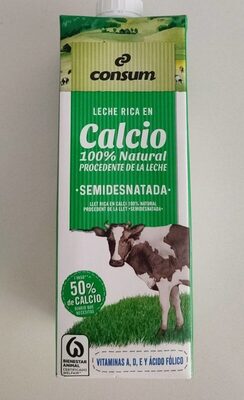 consum
LECHE RICA EN
Calcio
100% Natural
PROCEDENTE DE LA LECHE
·SEMIDESNATADA·
LLET RICA EN CALCI 100% NATURAL
PROCEDENT DE LA LLET «SEMIDESNATADA»
50%
de CALCIO
BIENESTAR
ANIMAL
CERTIFICADO
VITAMINAS A, D, E Y ÁCIDO FÓLICO